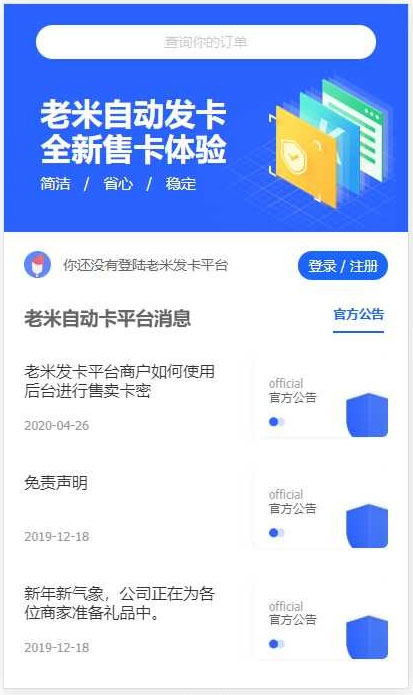 查询你的订单
老米自动发卡
全新售卡体验
简洁 / 省心 / 稳定
你还没有登陆老米发卡平台
登录 / 注册
老米自动卡平台消息
官方公告
老米发卡平台商户如何使用
后台进行售卖卡密
2020-04-26
official
官方公告
免责声明
2019-12-18
official
官方公告
新年新气象，公司正在为各
位商家准备礼品中。
2019-12-18
official
官方公告